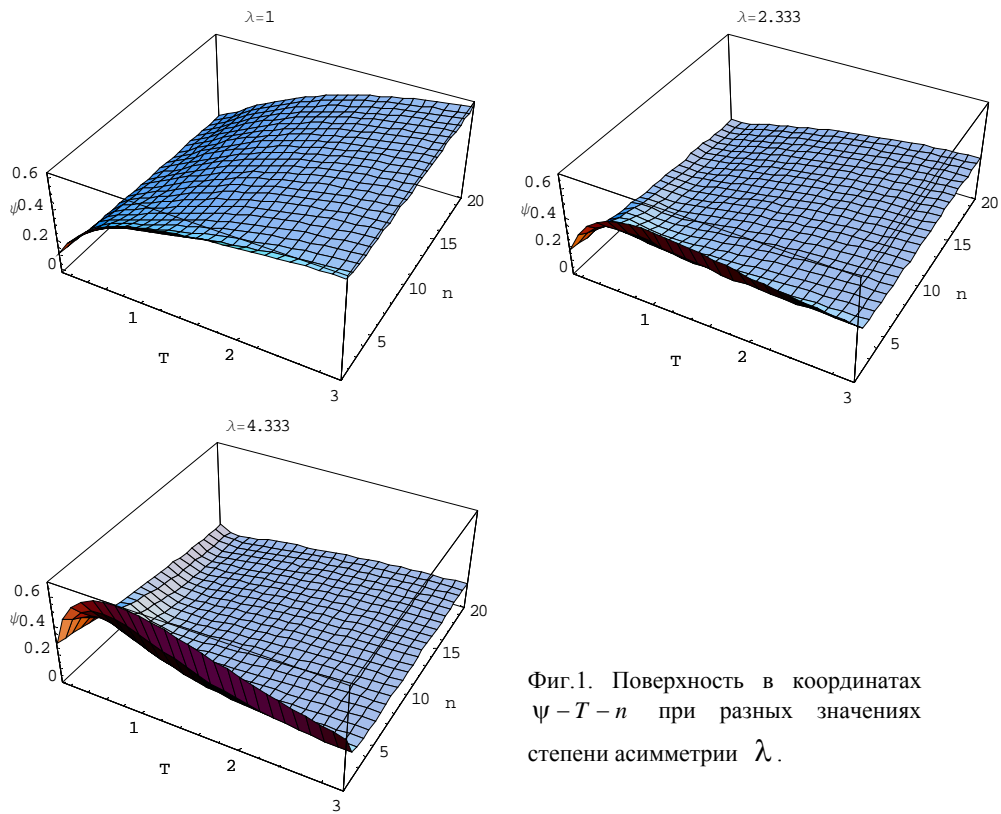 λ=1
0.6
ψ0.4
0.2
0
1
T
2
3
5
10
n
15
20
λ=2.333
0.6
ψ0.4
0.2
0
1
T
2
3
5
10
n
15
20
λ=4.333
0.6
ψ0.4
0.2
0
1
T
2
3
5
10
n
15
20
Фиг.1. Поверхность в координатах
ψ – T – n при разных значениях
степени асимметрии λ.